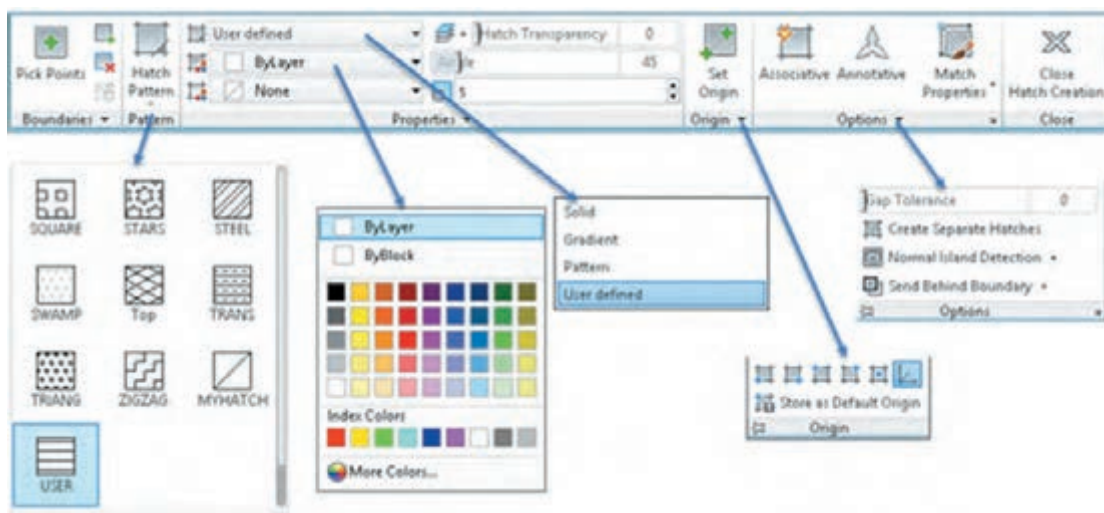 User defined
Hatch Transparency 0
ByLayer
45
Pick Points
Hatch
Pattern
None
5
Set
Origin
Associative
Annotative
Match
Properties
Close
Hatch Creation
Boundaries
Pattern
Properties
Origin
Options
Close
SQUARE STARS STEEL
SWAMP Top TRANS
TRIANG ZIGZAG MYHATCH
USER
ByLayer
ByBlock
Index Colors
More Colors...
Solid
Gradient
Pattern
User defined
Gap Tolerance 0
Create Separate Hatches
Normal Island Detection
Send Behind Boundary
Options
Store as Default Origin
Origin